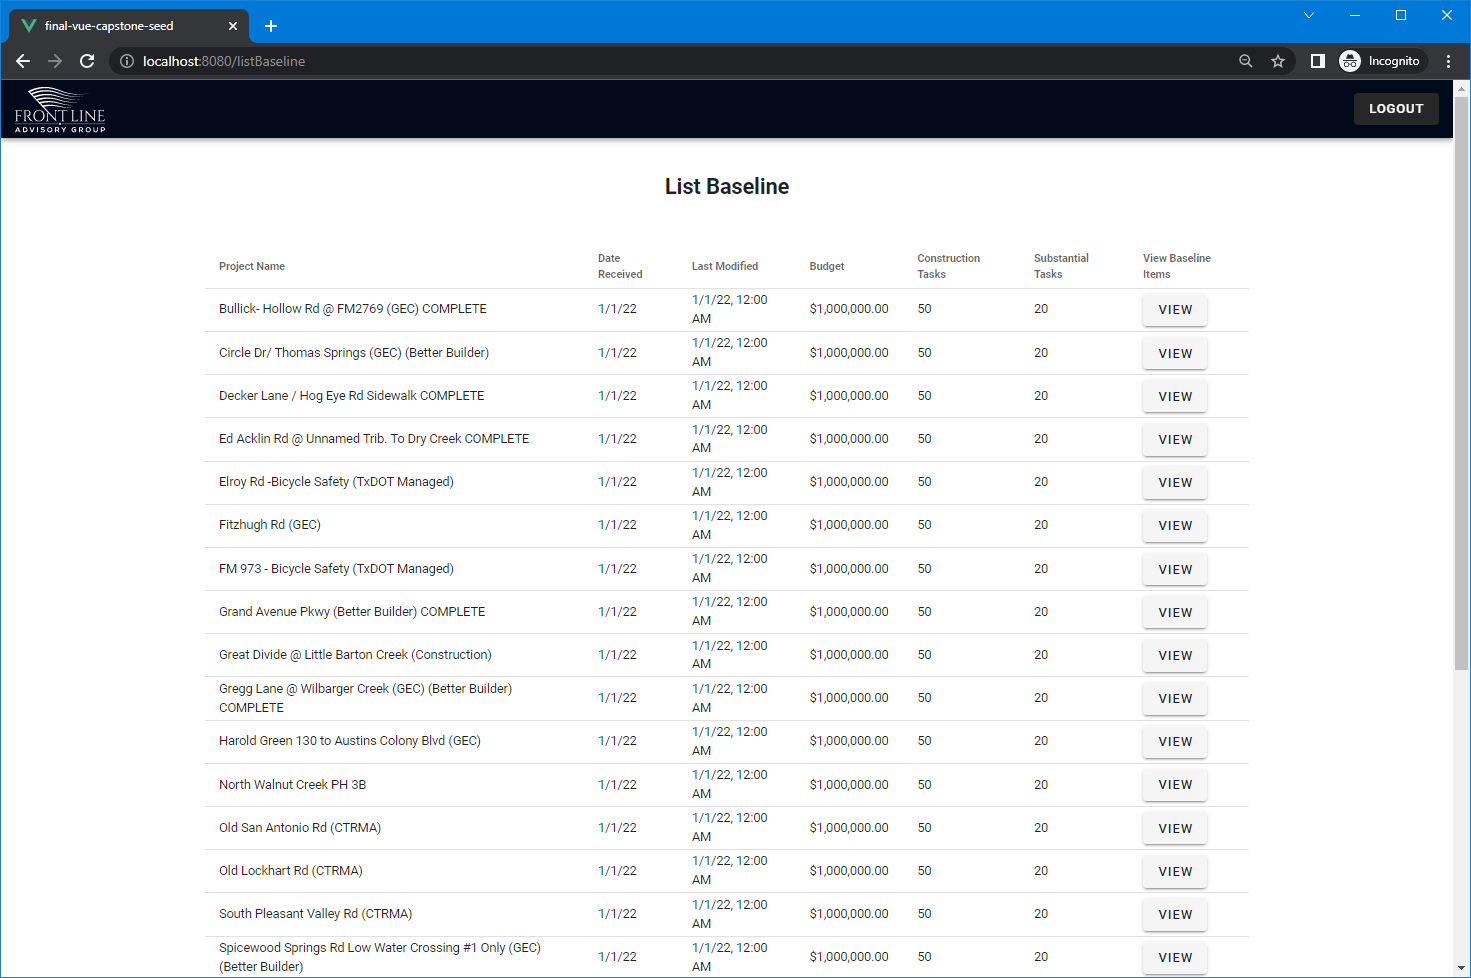 final-vue-capstone-seed
localhost:8080/listBaseline
Incognito
FRONT LINE
ADVISORY GROUP
LOGOUT
List Baseline
Project Name
Date
Received
Last Modified
Budget
Construction
Tasks
Substantial
Tasks
View Baseline
Items
Bullick- Hollow Rd @ FM2769 (GEC) COMPLETE
1/1/22
1/1/22, 12:00
AM
$1,000,000.00
50
20
VIEW
Circle Dr/ Thomas Springs (GEC) (Better Builder)
1/1/22
1/1/22, 12:00
AM
$1,000,000.00
50
20
VIEW
Decker Lane / Hog Eye Rd Sidewalk COMPLETE
1/1/22
1/1/22, 12:00
AM
$1,000,000.00
50
20
VIEW
Ed Acklin Rd @ Unnamed Trib. To Dry Creek COMPLETE
1/1/22
1/1/22, 12:00
AM
$1,000,000.00
50
20
VIEW
Elroy Rd -Bicycle Safety (TxDOT Managed)
1/1/22
1/1/22, 12:00
AM
$1,000,000.00
50
20
VIEW
Fitzhugh Rd (GEC)
1/1/22
1/1/22, 12:00
AM
$1,000,000.00
50
20
VIEW
FM 973 - Bicycle Safety (TxDOT Managed)
1/1/22
1/1/22, 12:00
AM
$1,000,000.00
50
20
VIEW
Grand Avenue Pkwy (Better Builder) COMPLETE
1/1/22
1/1/22, 12:00
AM
$1,000,000.00
50
20
VIEW
Great Divide @ Little Barton Creek (Construction)
1/1/22
1/1/22, 12:00
AM
$1,000,000.00
50
20
VIEW
Gregg Lane @ Wilbarger Creek (GEC) (Better Builder)
COMPLETE
1/1/22
1/1/22, 12:00
AM
$1,000,000.00
50
20
VIEW
Harold Green 130 to Austins Colony Blvd (GEC)
1/1/22
1/1/22, 12:00
AM
$1,000,000.00
50
20
VIEW
North Walnut Creek PH 3B
1/1/22
1/1/22, 12:00
AM
$1,000,000.00
50
20
VIEW
Old San Antonio Rd (CTRMA)
1/1/22
1/1/22, 12:00
AM
$1,000,000.00
50
20
VIEW
Old Lockhart Rd (CTRMA)
1/1/22
1/1/22, 12:00
AM
$1,000,000.00
50
20
VIEW
South Pleasant Valley Rd (CTRMA)
1/1/22
1/1/22, 12:00
AM
$1,000,000.00
50
20
VIEW
Spicewood Springs Rd Low Water Crossing #1 Only (GEC)
(Better Builder)
1/1/22
1/1/22, 12:00
AM
$1,000,000.00
50
20
VIEW